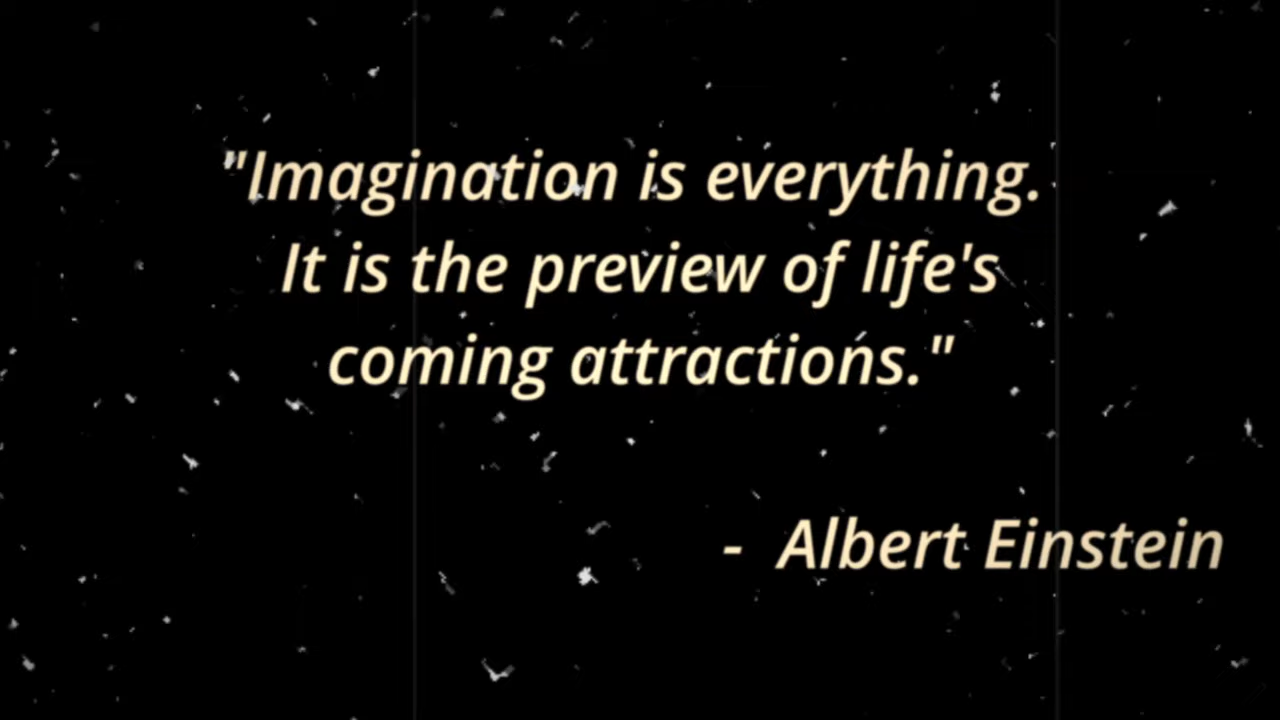 "Imagination is everything.
It is the preview of life's
coming attractions."
- Albert Einstein